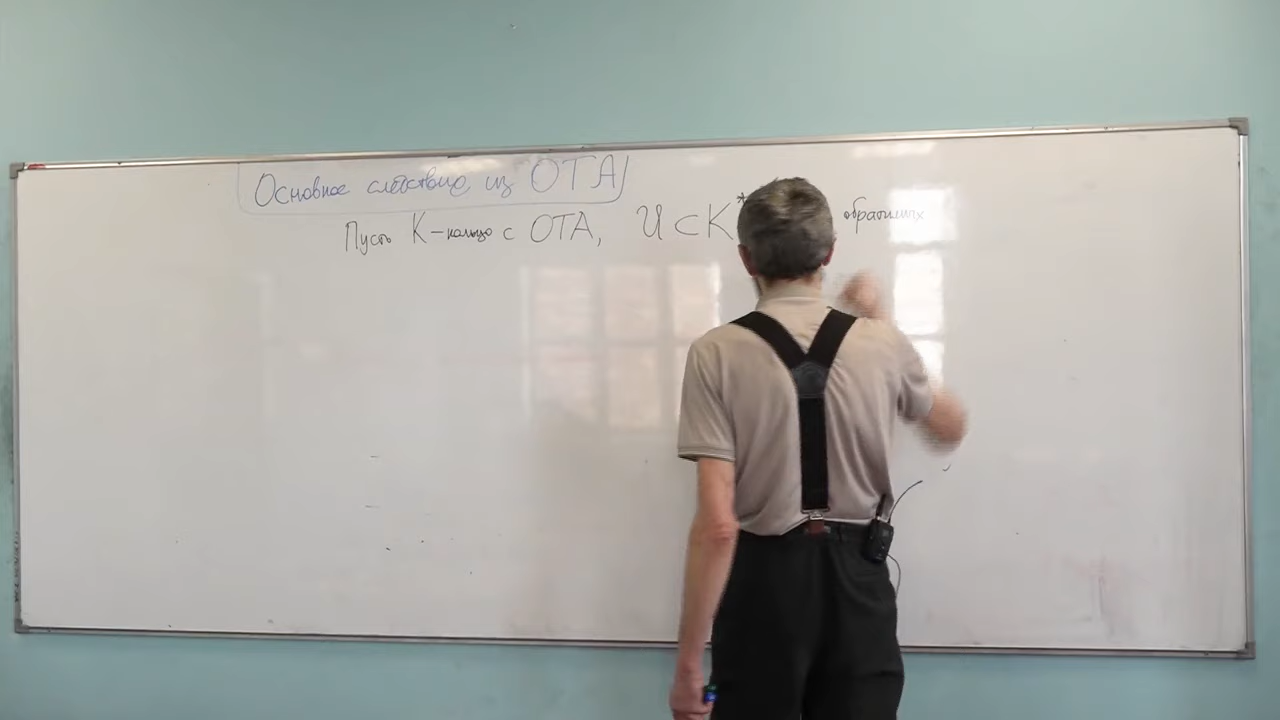 Основное следствие из ОТА
Пусть K – кольцо с ОТА, U ⊂ K* обратимых